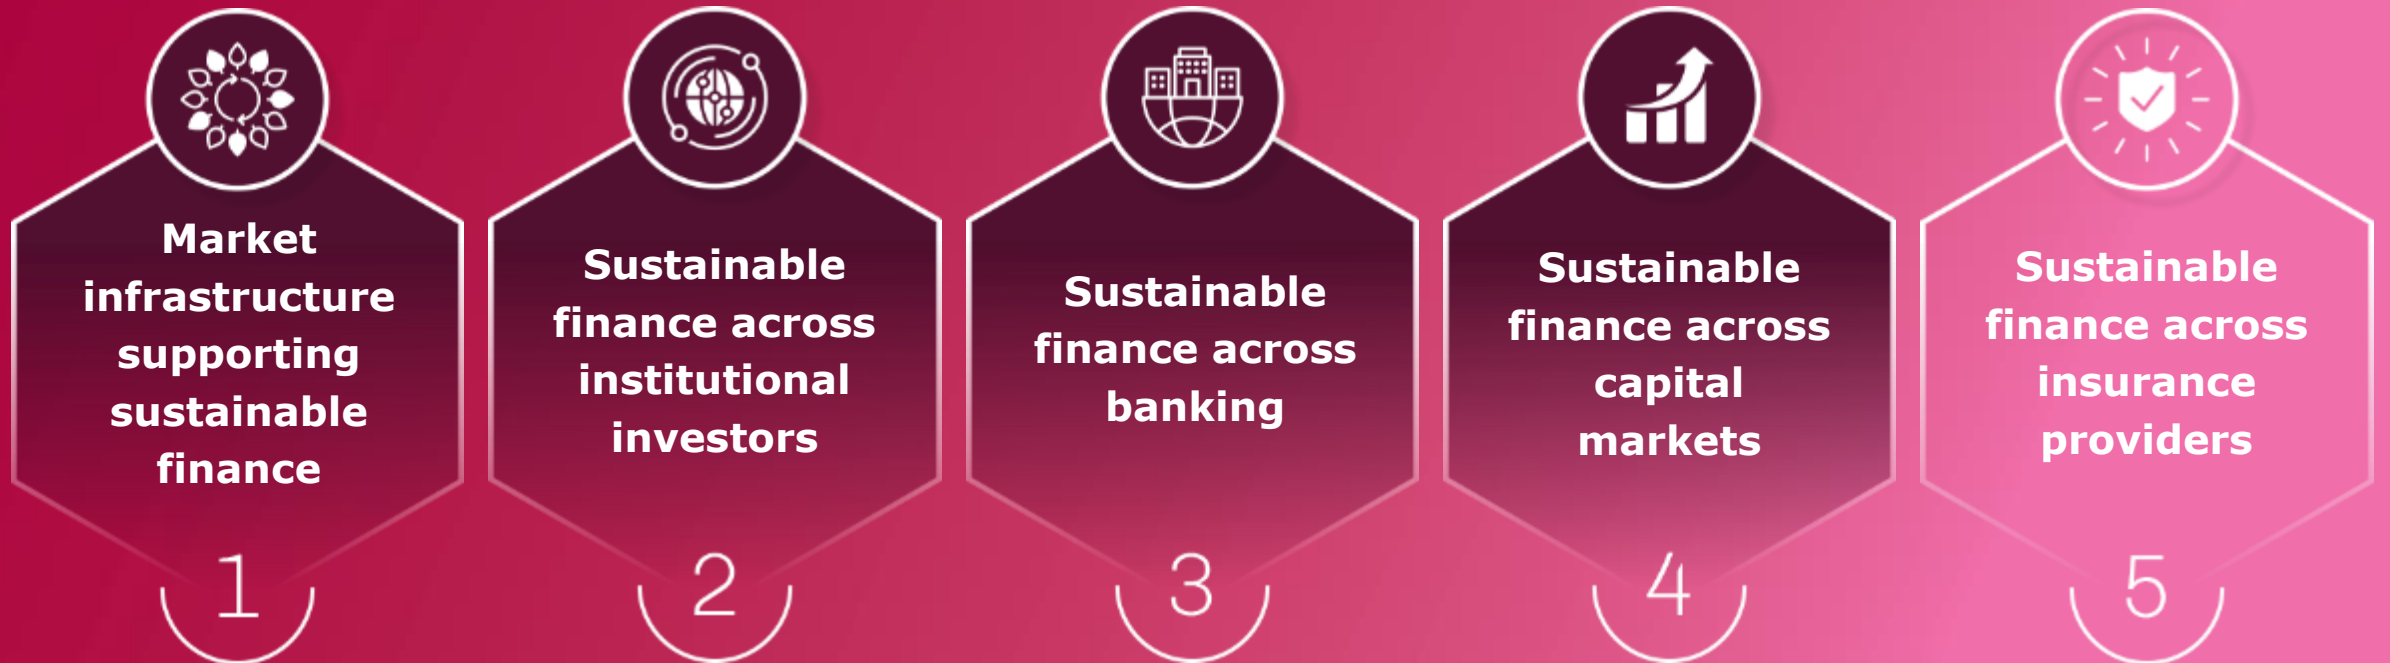 Market
infrastructure
supporting
sustainable
finance
1
Sustainable
finance across
institutional
investors
2
Sustainable
finance across
banking
3
Sustainable
finance across
capital
markets
4
Sustainable
finance across
insurance
providers
5